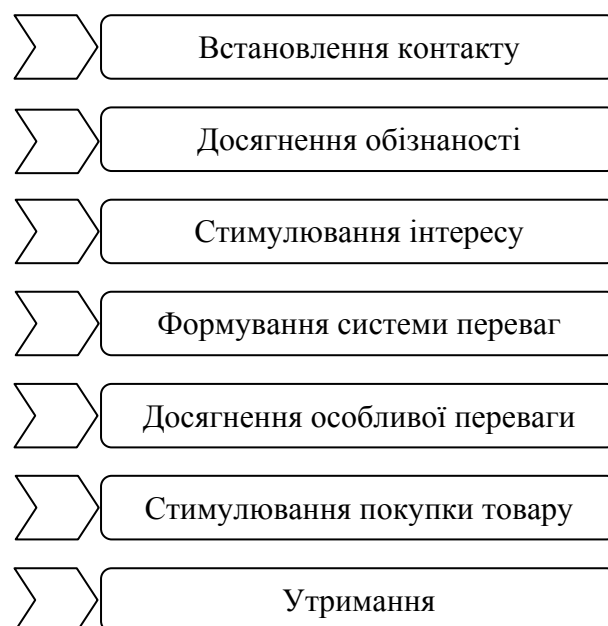 Встановлення контакту
Досягнення обізнаності
Стимулювання інтересу
Формування системи переваг
Досягнення особливої переваги
Стимулювання покупки товару
Утримання